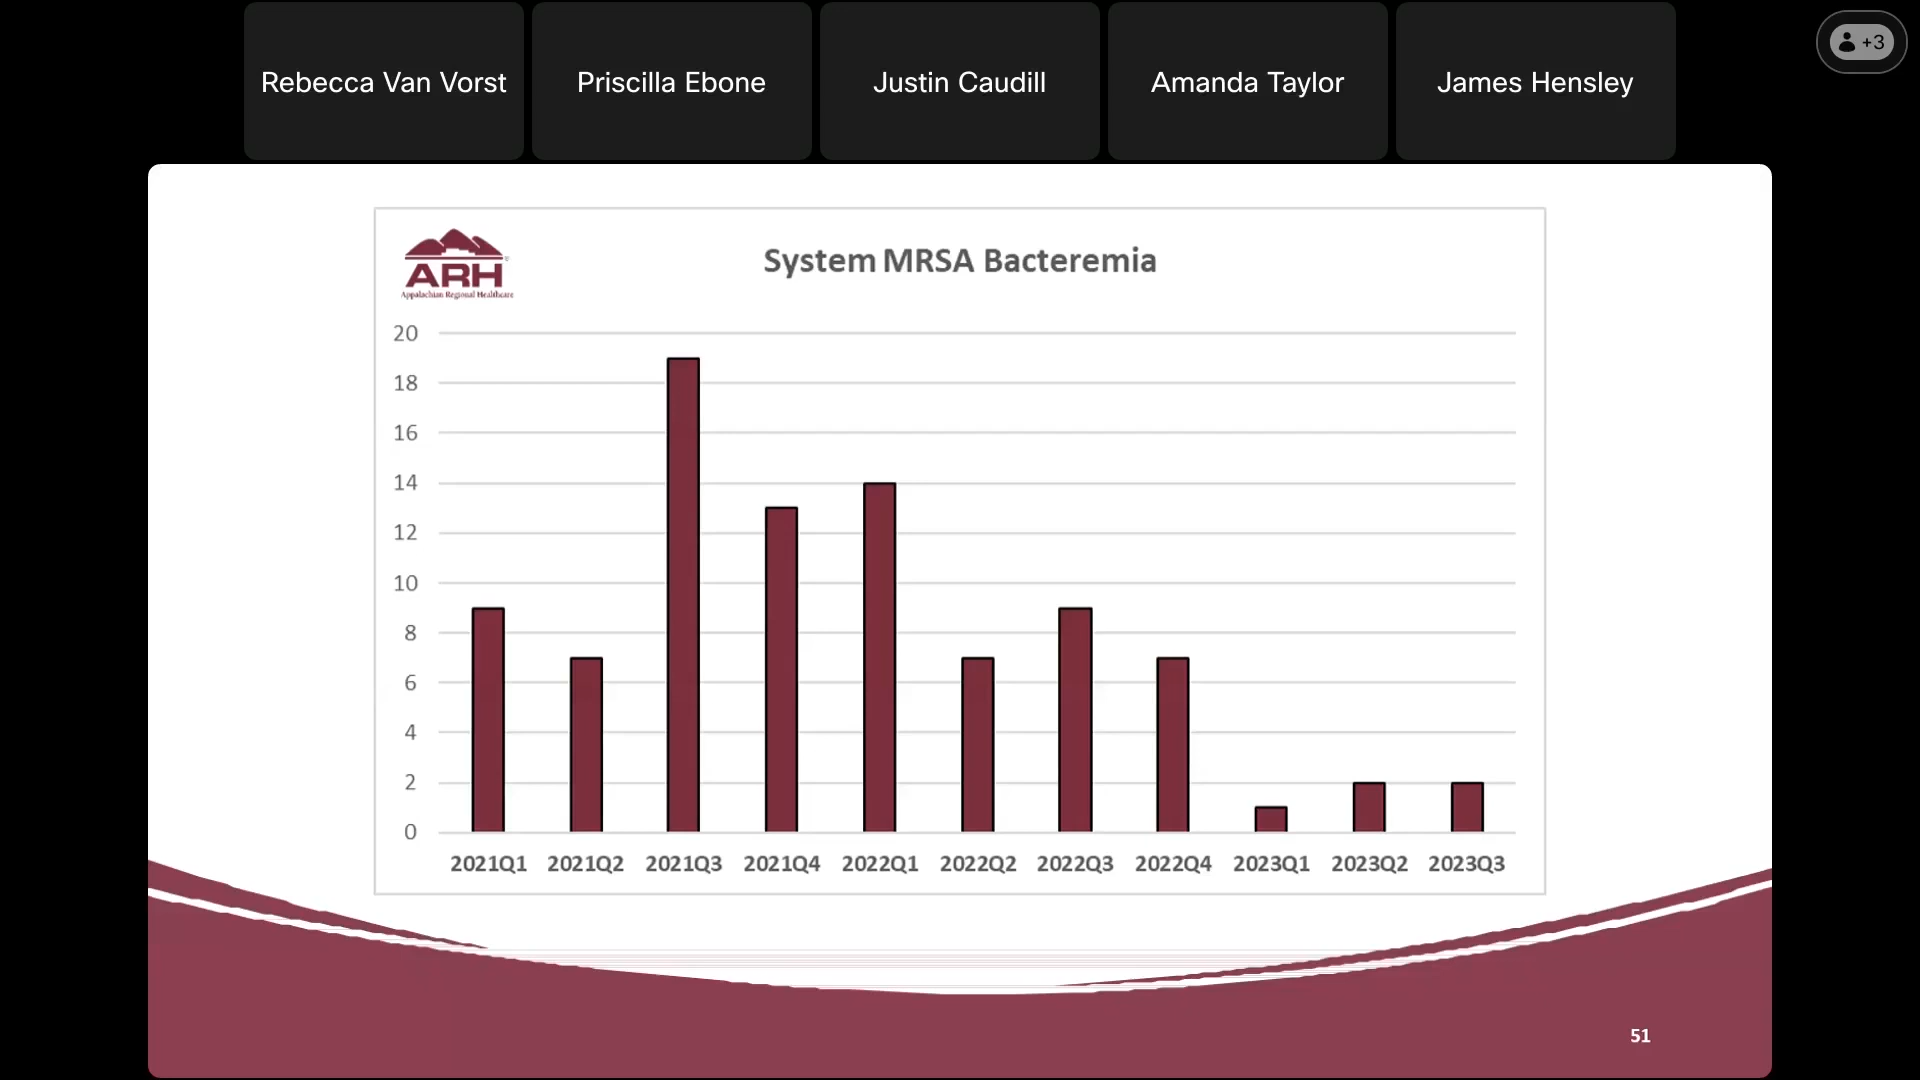 Rebecca Van Vorst
Priscilla Ebone
Justin Caudill
Amanda Taylor
James Hensley
+3
ARH
Appalachian Regional Healthcare
System MRSA Bacteremia
20
18
16
14
12
10
8
6
4
2
0
2021Q1 2021Q2 2021Q3 2021Q4 2022Q1 2022Q2 2022Q3 2022Q4 2023Q1 2023Q2 2023Q3
51